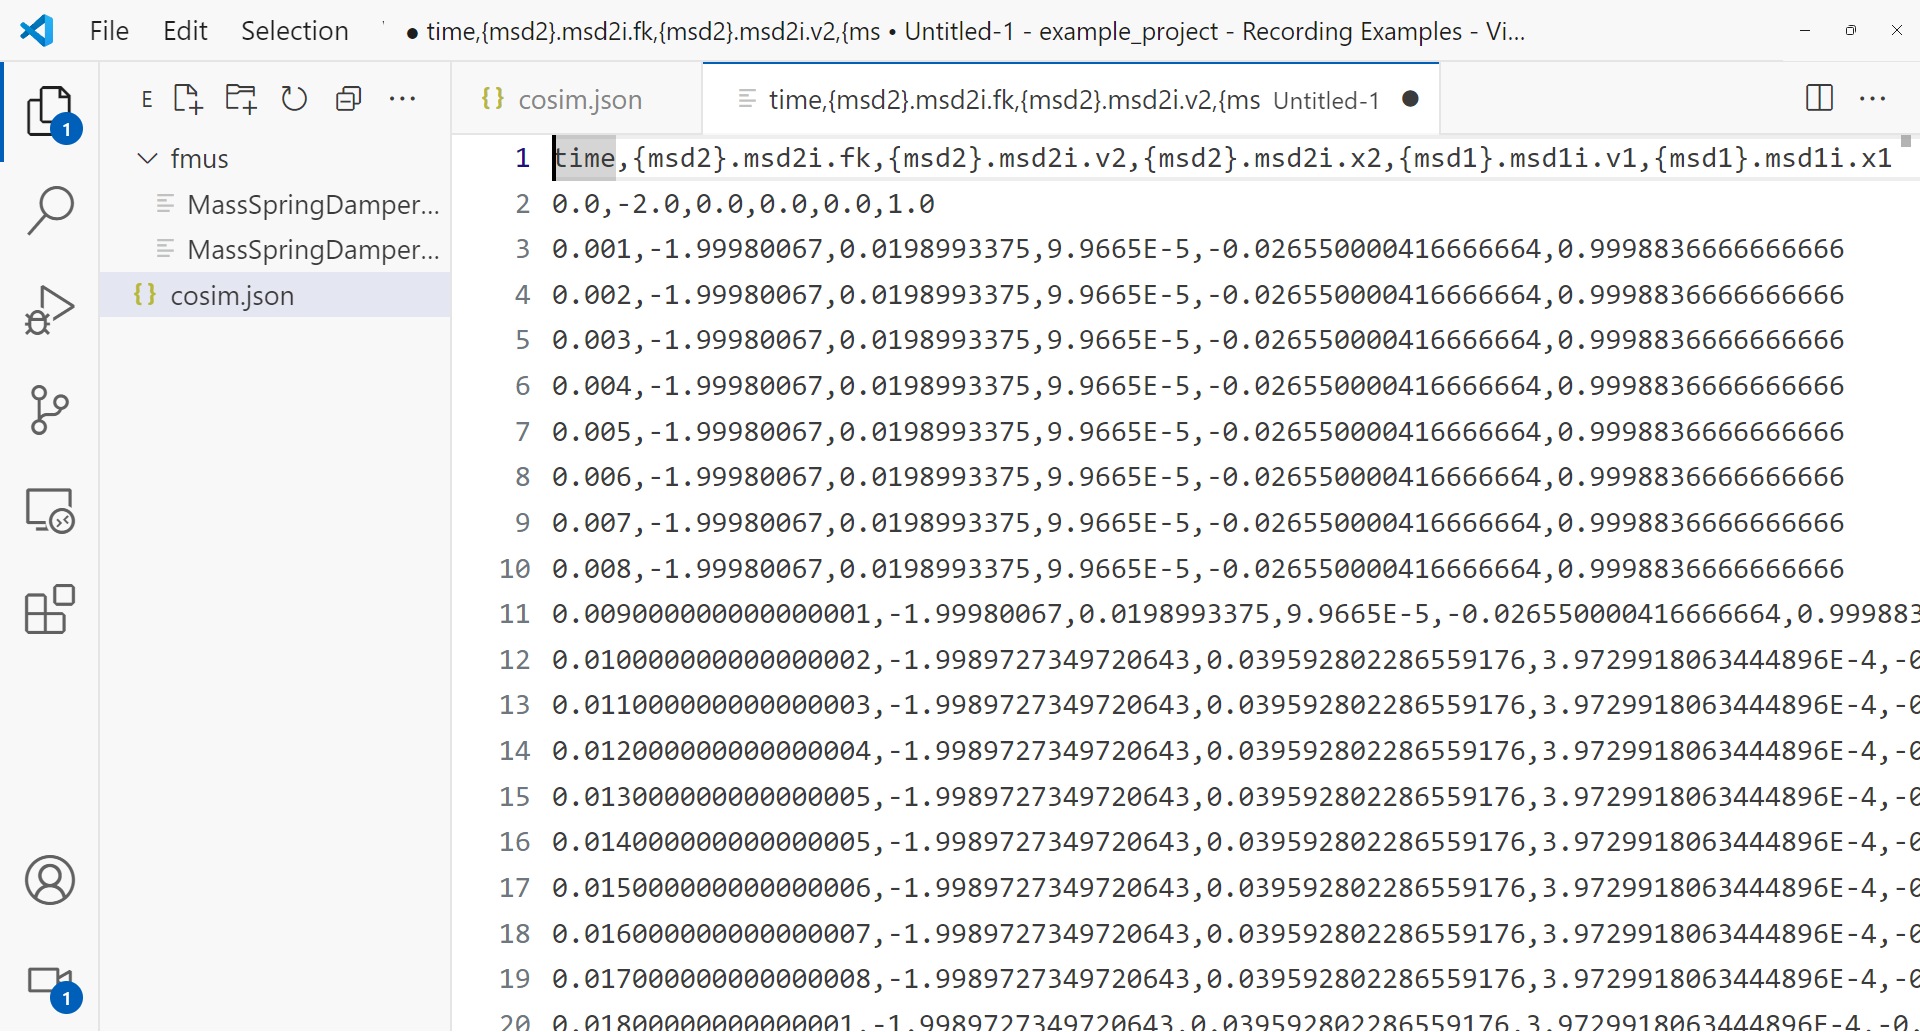 File Edit Selection
● time,{msd2}.msd2i.fk,{msd2}.msd2i.v2,{ms • Untitled-1 - example_project - Recording Examples - Vi...
E
fmus
MassSpringDamper...
MassSpringDamper...
{} cosim.json
1
1
{} cosim.json
time,{msd2}.msd2i.fk,{msd2}.msd2i.v2,{ms Untitled-1 ●
1 time,{msd2}.msd2i.fk,{msd2}.msd2i.v2,{msd2}.msd2i.x2,{msd1}.msd1i.v1,{msd1}.msd1i.x1
2 0.0,-2.0,0.0,0.0,0.0,1.0
3 0.001,-1.99980067,0.0198993375,9.9665E-5,-0.026550000416666664,0.9998836666666666
4 0.002,-1.99980067,0.0198993375,9.9665E-5,-0.026550000416666664,0.9998836666666666
5 0.003,-1.99980067,0.0198993375,9.9665E-5,-0.026550000416666664,0.9998836666666666
6 0.004,-1.99980067,0.0198993375,9.9665E-5,-0.026550000416666664,0.9998836666666666
7 0.005,-1.99980067,0.0198993375,9.9665E-5,-0.026550000416666664,0.9998836666666666
8 0.006,-1.99980067,0.0198993375,9.9665E-5,-0.026550000416666664,0.9998836666666666
9 0.007,-1.99980067,0.0198993375,9.9665E-5,-0.026550000416666664,0.9998836666666666
10 0.008,-1.99980067,0.0198993375,9.9665E-5,-0.026550000416666664,0.9998836666666666
11 0.009000000000000001,-1.99980067,0.0198993375,9.9665E-5,-0.026550000416666664,0.999883
12 0.010000000000000002,-1.9989727349720643,0.039592802286559176,3.9729918063444896E-4,-0
13 0.011000000000000003,-1.9989727349720643,0.039592802286559176,3.9729918063444896E-4,-0
14 0.012000000000000004,-1.9989727349720643,0.039592802286559176,3.9729918063444896E-4,-0
15 0.013000000000000005,-1.9989727349720643,0.039592802286559176,3.9729918063444896E-4,-0
16 0.014000000000000005,-1.9989727349720643,0.039592802286559176,3.9729918063444896E-4,-0
17 0.015000000000000006,-1.9989727349720643,0.039592802286559176,3.9729918063444896E-4,-0
18 0.016000000000000007,-1.9989727349720643,0.039592802286559176,3.9729918063444896E-4,-0
19 0.017000000000000008,-1.9989727349720643,0.039592802286559176,3.9729918063444896E-4,-0
20 0.01800000000000001,-1.9989727349720643,0.039592802286559176,3.9729918063444896E-4,-0.